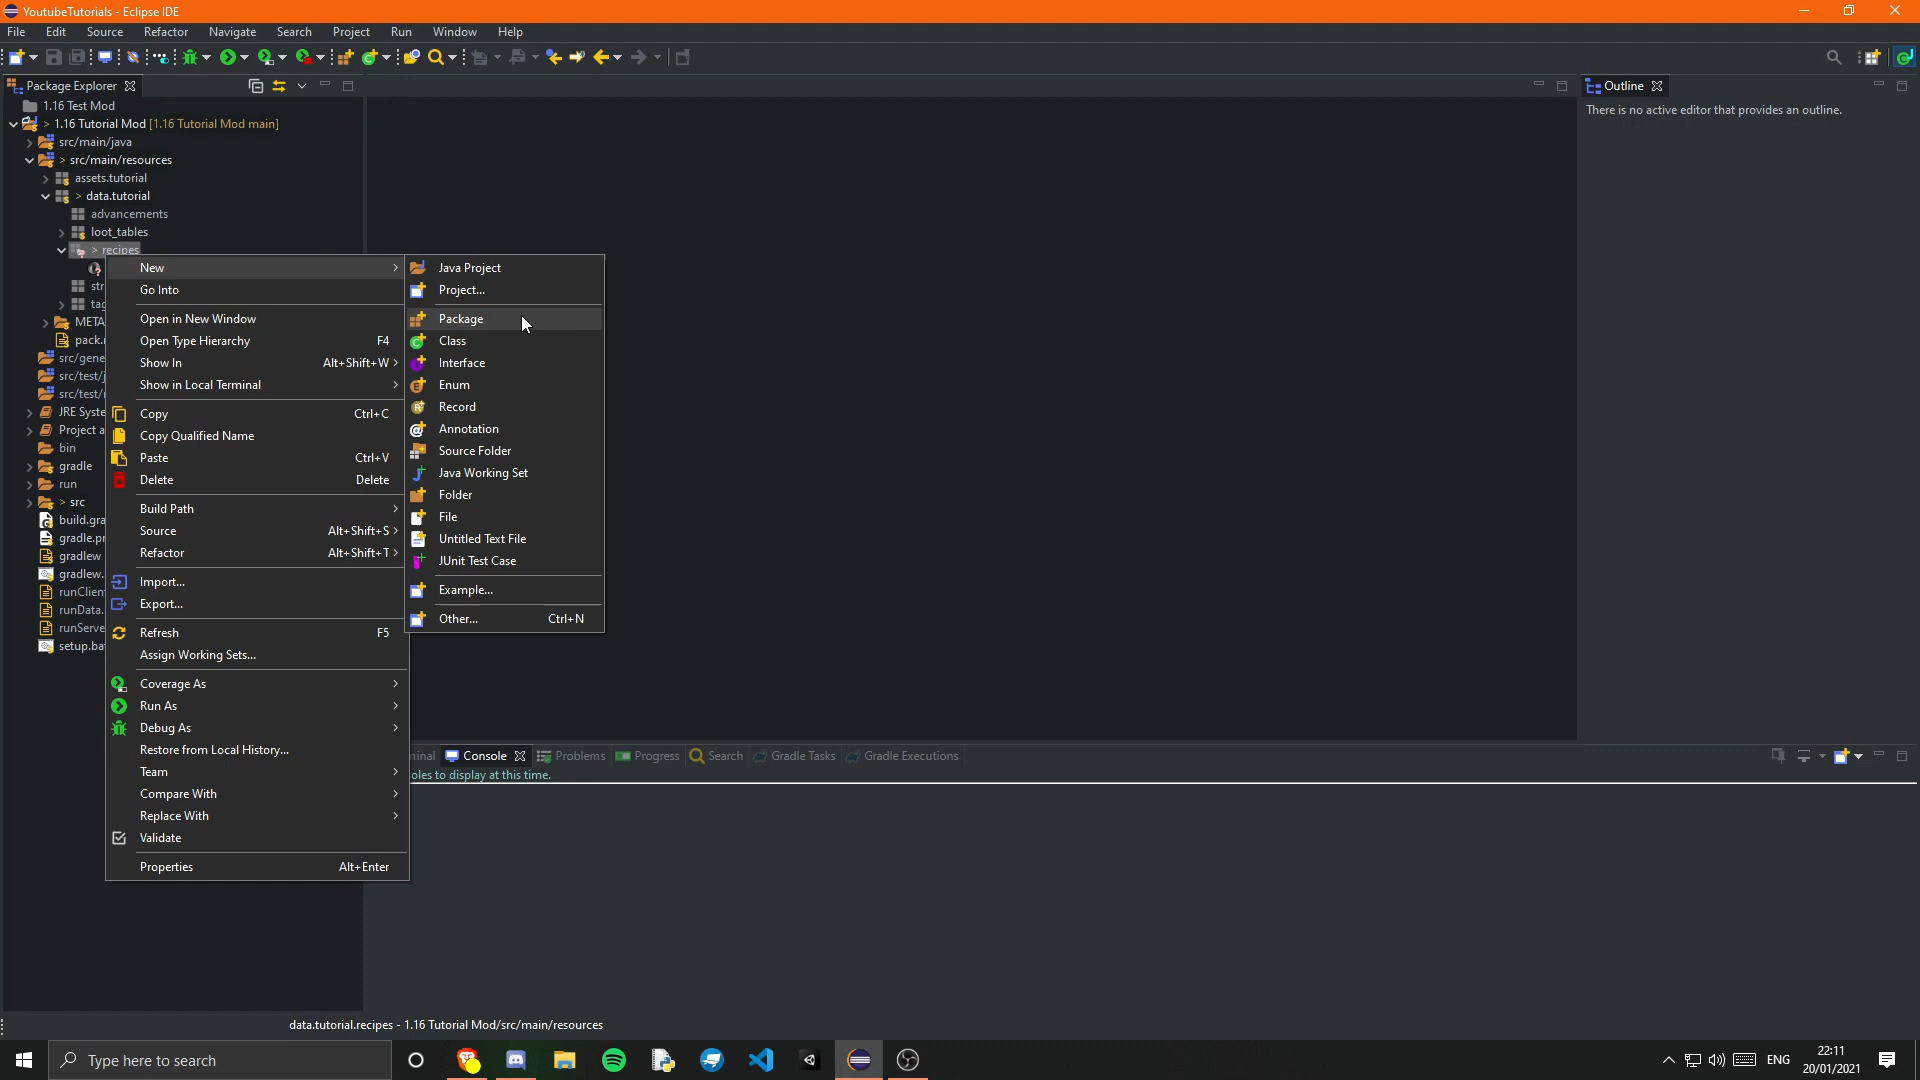 YoutubeTutorials - Eclipse IDE
File Edit Source Refactor Navigate Search Project Run Window Help
Package Explorer
Outline
1.16 Test Mod
There is no active editor that provides an outline.
> 1.16 Tutorial Mod [1.16 Tutorial Mod main]
src/main/java
> src/main/resources
assets.tutorial
> data.tutorial
advancements
loot_tables
> recipes
str
tag
META
pack.
src/gene
src/test/j
src/test/r
JRE Syste
Project a
bin
gradle
run
> src
build.gra
gradle.pr
gradlew
gradlew.
runClien
runData.
runServe
setup.bat
New
Go Into
Open in New Window
Open Type Hierarchy F4
Show In Alt+Shift+W >
Show in Local Terminal
Copy Ctrl+C
Copy Qualified Name
Paste Ctrl+V
Delete Delete
Build Path
Source Alt+Shift+S >
Refactor Alt+Shift+T >
Import...
Export...
Refresh F5
Assign Working Sets...
Coverage As
Run As
Debug As
Restore from Local History...
Team
Compare With
Replace With
Validate
Properties Alt+Enter
Java Project
Project...
Package
Class
Interface
Enum
Record
Annotation
Source Folder
Java Working Set
Folder
File
Untitled Text File
JUnit Test Case
Example...
Other... Ctrl+N
minal Console Problems Progress Search Gradle Tasks Gradle Executions
oles to display at this time.
data.tutorial.recipes - 1.16 Tutorial Mod/src/main/resources
Type here to search
ENG
22:11
20/01/2021